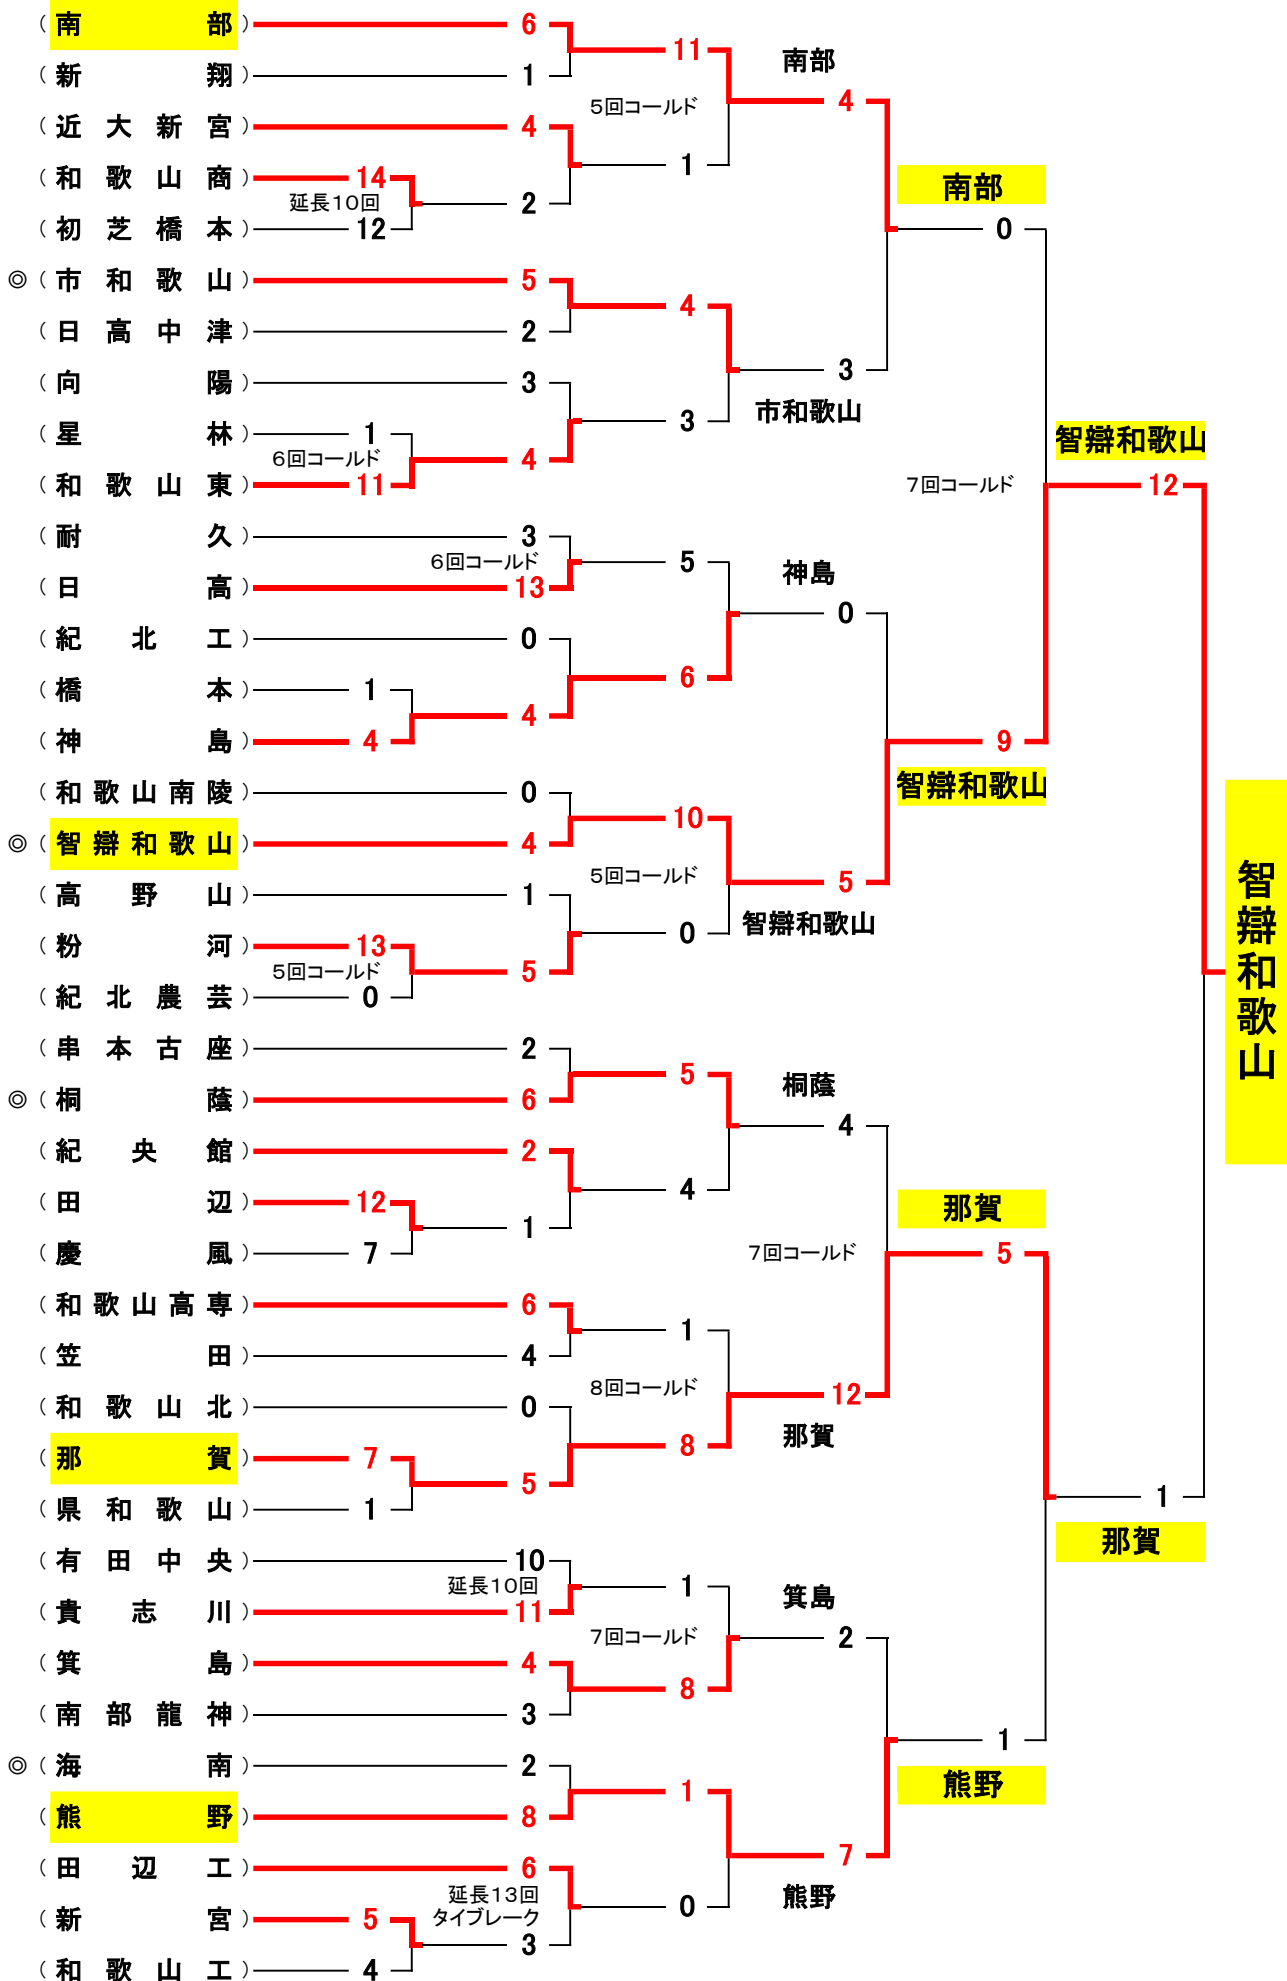 （南部） 6
11 南部
（新翔） 1
5回コールド 4
（近大新宮） 4
1
（和歌山商） 14
延長10回 2 南部
（初芝橋本） 12
0
◎（市和歌山） 5
4
（日高中津） 2
3
（向陽） 3
3 市和歌山
（星林） 1
6回コールド 4 智辯和歌山
（和歌山東） 11
7回コールド 12
（耐久） 3
6回コールド 5 神島
（日高） 13
0
（紀北工） 0
6
（橋本） 1
4
（神島） 4
9
（和歌山南陵） 0
智辯和歌山
10
◎（智辯和歌山） 4
5回コールド 5
（高野山） 1
0 智辯和歌山
（粉河） 13
5回コールド 5
（紀北農芸） 0
智辯和歌山
（串本古座） 2
5 桐蔭
◎（桐蔭） 6
4
（紀央館） 2
4
（田辺） 12
1 那賀
（慶風） 7
7回コールド 5
（和歌山高専） 6
1
（笠田） 4
8回コールド 12
（和歌山北） 0
8 那賀
（那賀） 7
5
（県和歌山） 1
1
那賀
（有田中央） 10
延長10回 1 箕島
（貴志川） 11
7回コールド 2
（箕島） 4
8
（南部龍神） 3
1
◎（海南） 2
1 熊野
（熊野） 8
7
（田辺工） 6
延長13回
タイブレーク 0 熊野
（新宮） 5
3
（和歌山工） 4